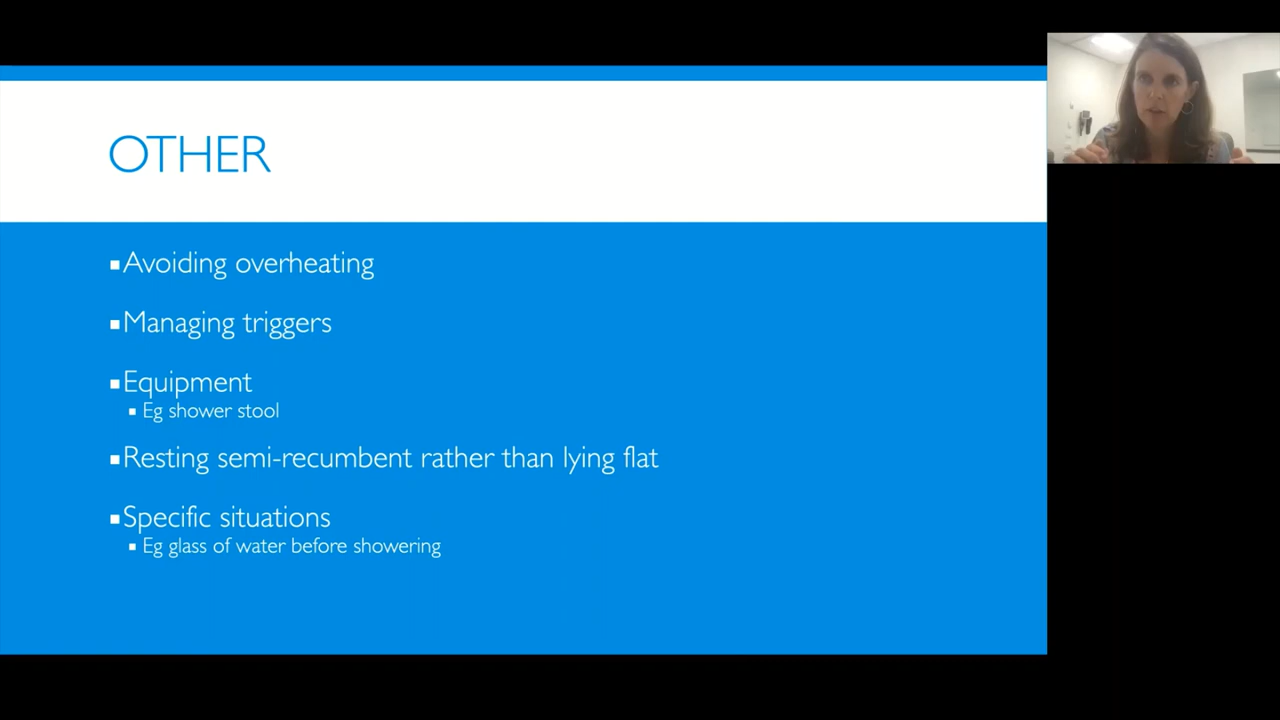 OTHER
▪Avoiding overheating
▪Managing triggers
▪Equipment
▪Eg shower stool
▪Resting semi-recumbent rather than lying flat
▪Specific situations
▪Eg glass of water before showering